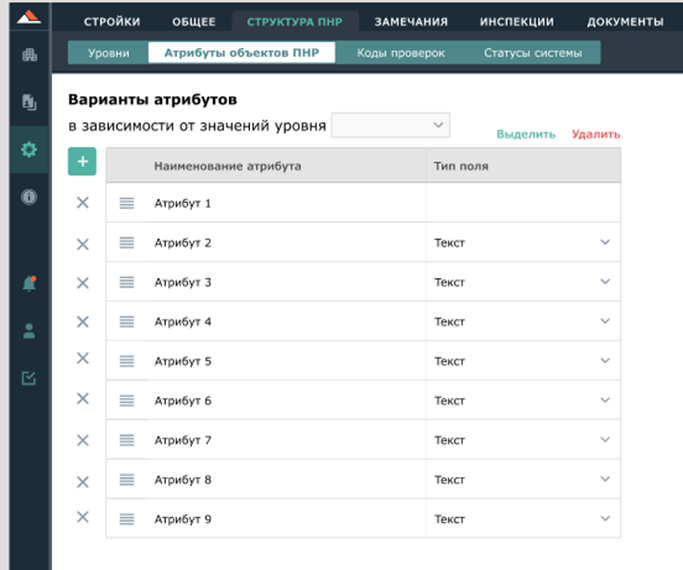 СТРОЙКИ ОБЩЕЕ СТРУКТУРА ПНР ЗАМЕЧАНИЯ ИНСПЕКЦИИ ДОКУМЕНТЫ
Уровни Атрибуты объектов ПНР Коды проверок Статусы системы
Варианты атрибутов
в зависимости от значений уровня
Выделить Удалить
+ Наименование атрибута Тип поля
Атрибут 1
Атрибут 2 Текст
Атрибут 3 Текст
Атрибут 4 Текст
Атрибут 5 Текст
Атрибут 6 Текст
Атрибут 7 Текст
Атрибут 8 Текст
Атрибут 9 Текст